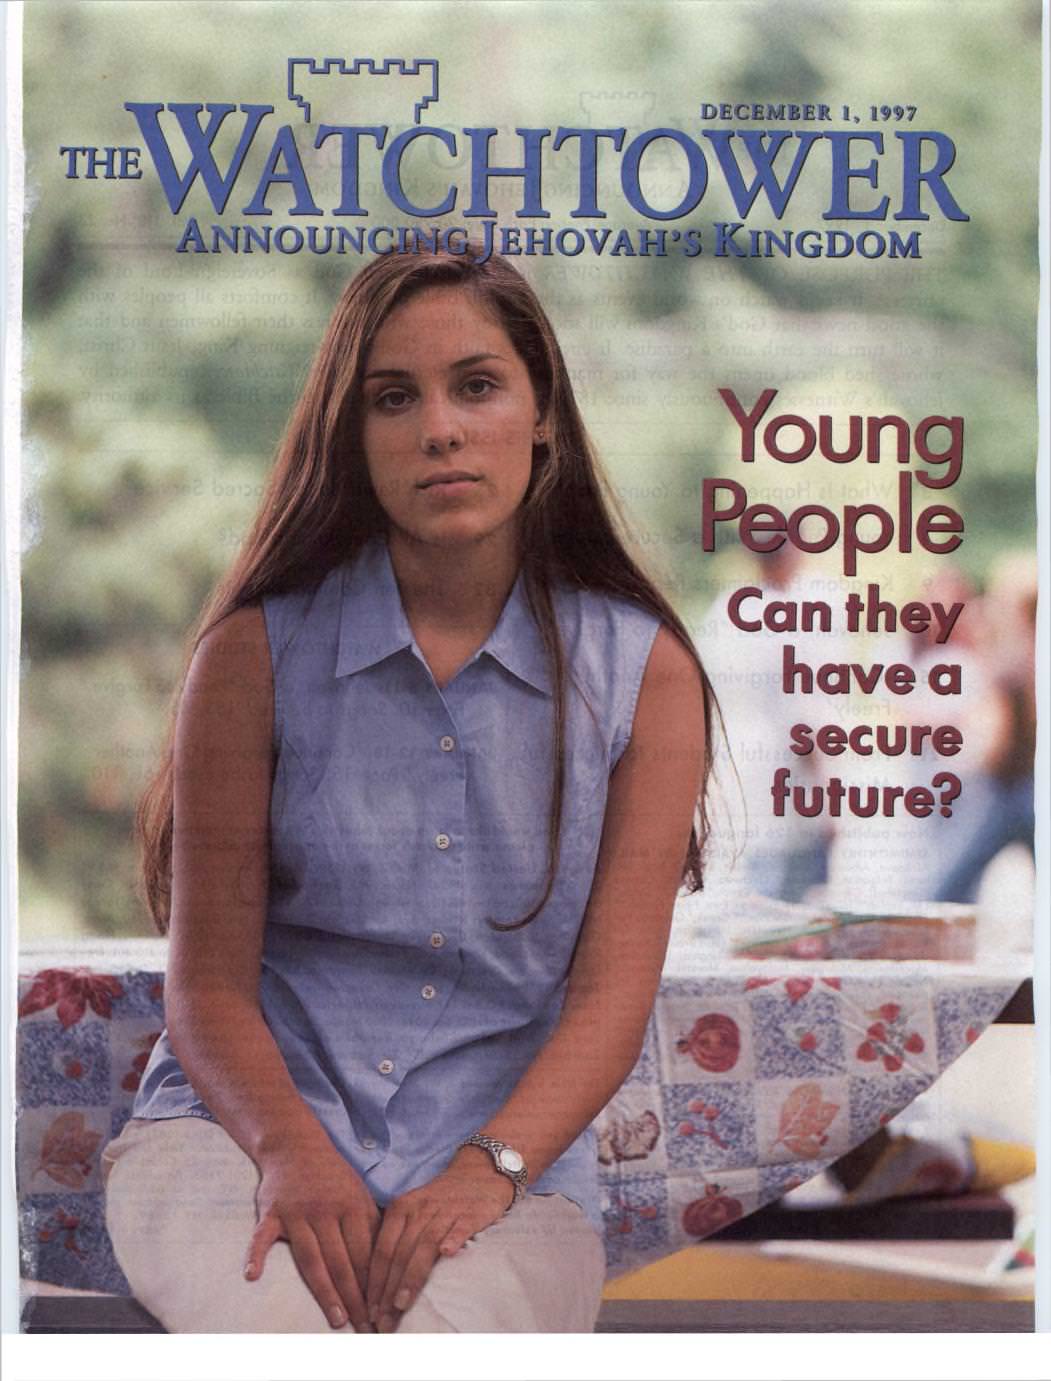 DECEMBER 1, 1997
THE WATCHTOWER
ANNOUNCING JEHOVAH'S KINGDOM
Young
People
Can they
have a
secure
future?